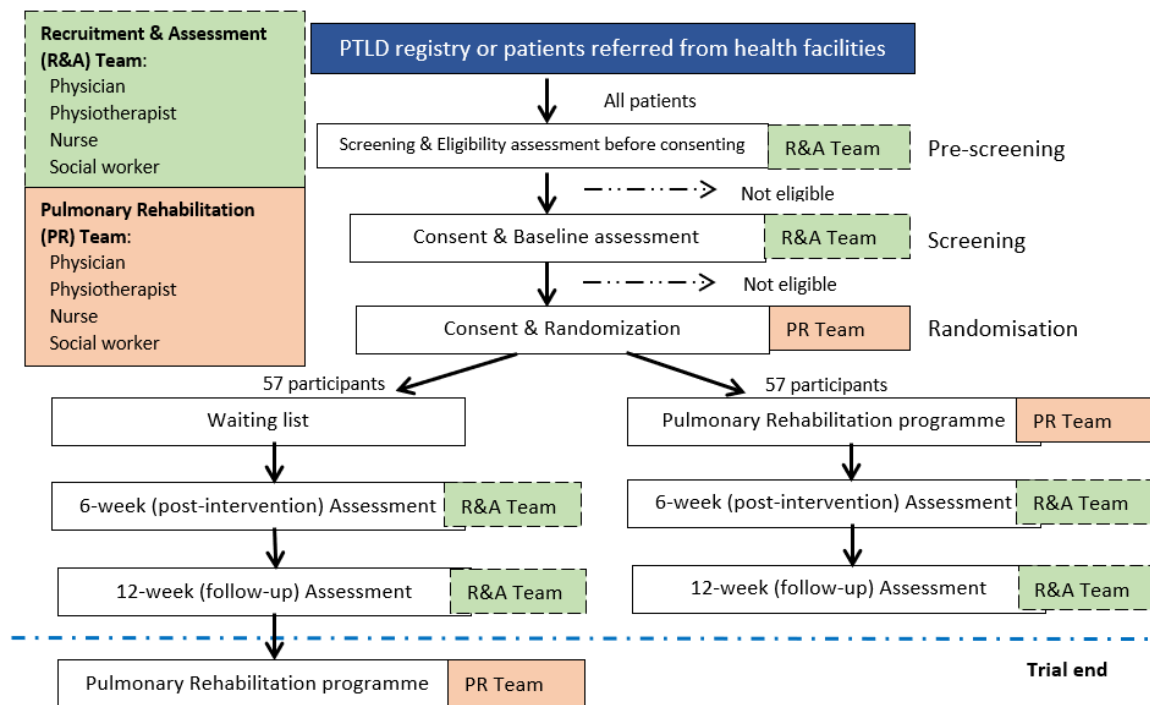 Recruitment & Assessment
(R&A) Team:
Physician
Physiotherapist
Nurse
Social worker
Pulmonary Rehabilitation
(PR) Team:
Physician
Physiotherapist
Nurse
Social worker
PTLD registry or patients referred from health facilities
All patients
Screening & Eligibility assessment before consenting
R&A Team
Pre-screening
Not eligible
Consent & Baseline assessment
R&A Team
Screening
Not eligible
Consent & Randomization
PR Team
Randomisation
57 participants
57 participants
Waiting list
Pulmonary Rehabilitation programme
PR Team
6-week (post-intervention) Assessment
R&A Team
6-week (post-intervention) Assessment
R&A Team
12-week (follow-up) Assessment
R&A Team
12-week (follow-up) Assessment
R&A Team
Trial end
Pulmonary Rehabilitation programme
PR Team